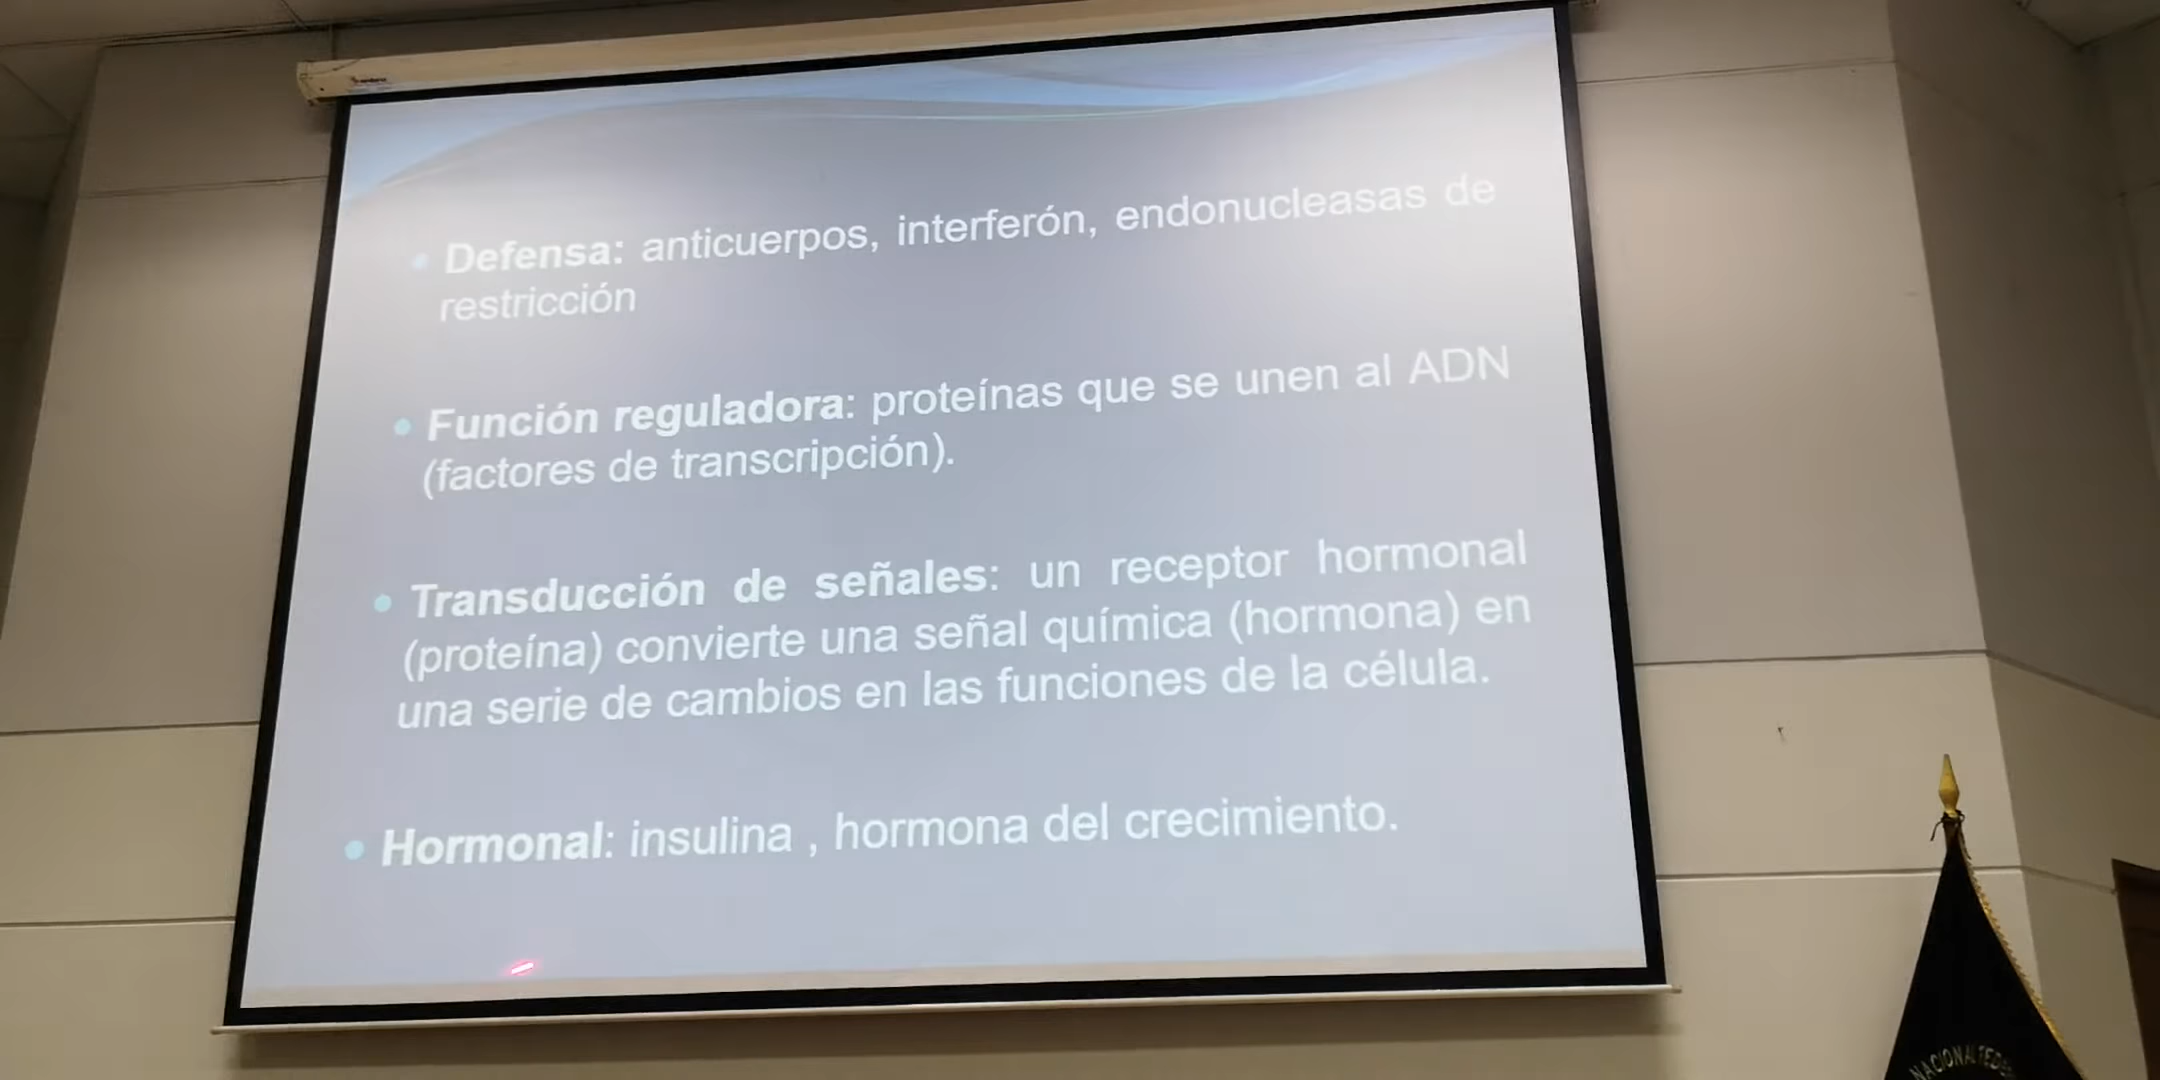 • Defensa: anticuerpos, interferón, endonucleasas de
restricción
• Función reguladora: proteínas que se unen al ADN
(factores de transcripción).
• Transducción de señales: un receptor hormonal
(proteína) convierte una señal química (hormona) en
una serie de cambios en las funciones de la célula.
• Hormonal: insulina , hormona del crecimiento.
NACIONAL